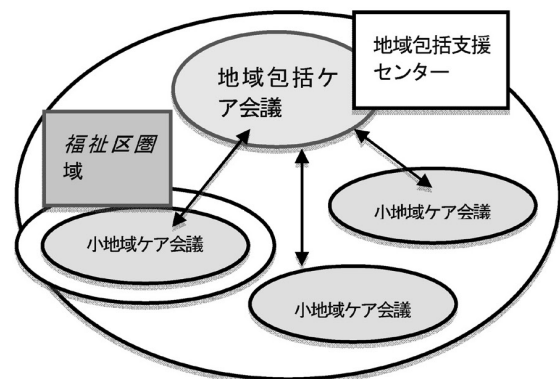 地域包括支援
センター
地域包括ケ
ア会議
福祉区圏
域
小地域ケア会議
小地域ケア会議
小地域ケア会議